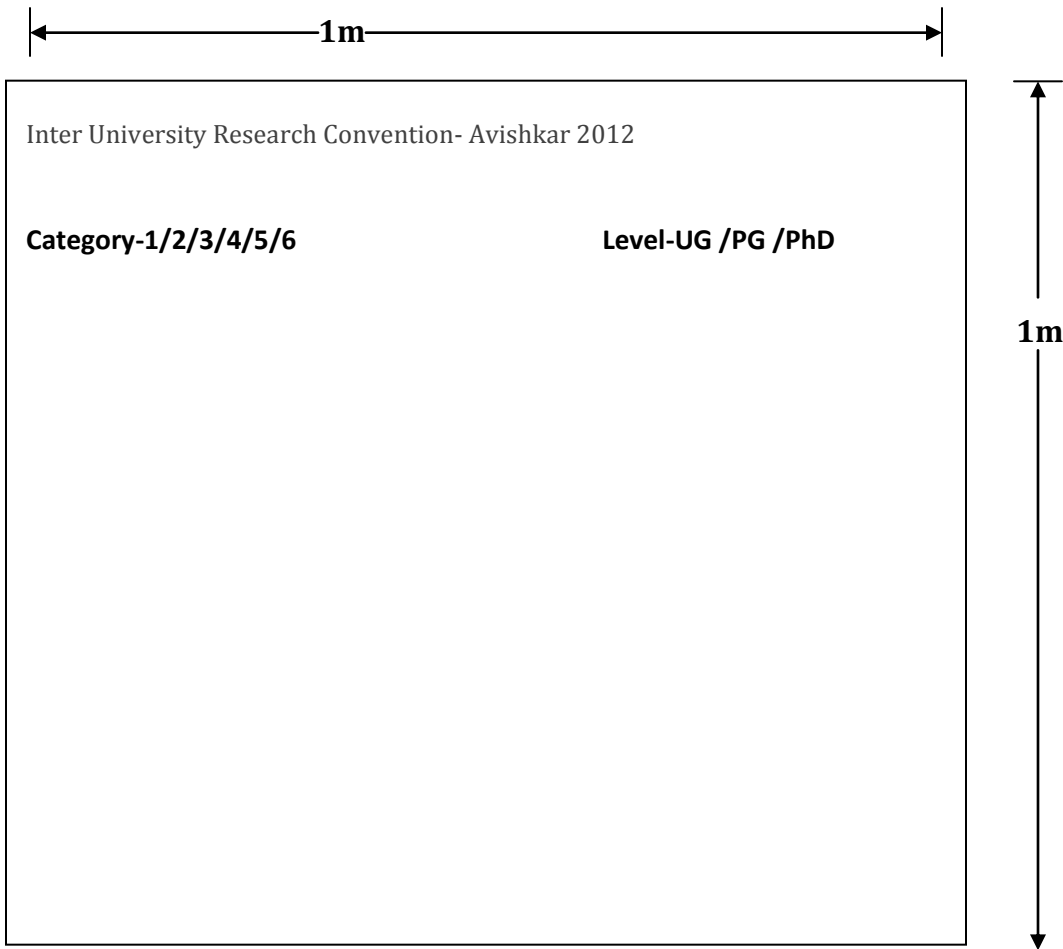 1m
Inter University Research Convention- Avishkar 2012
Category-1/2/3/4/5/6 Level-UG /PG /PhD
1m